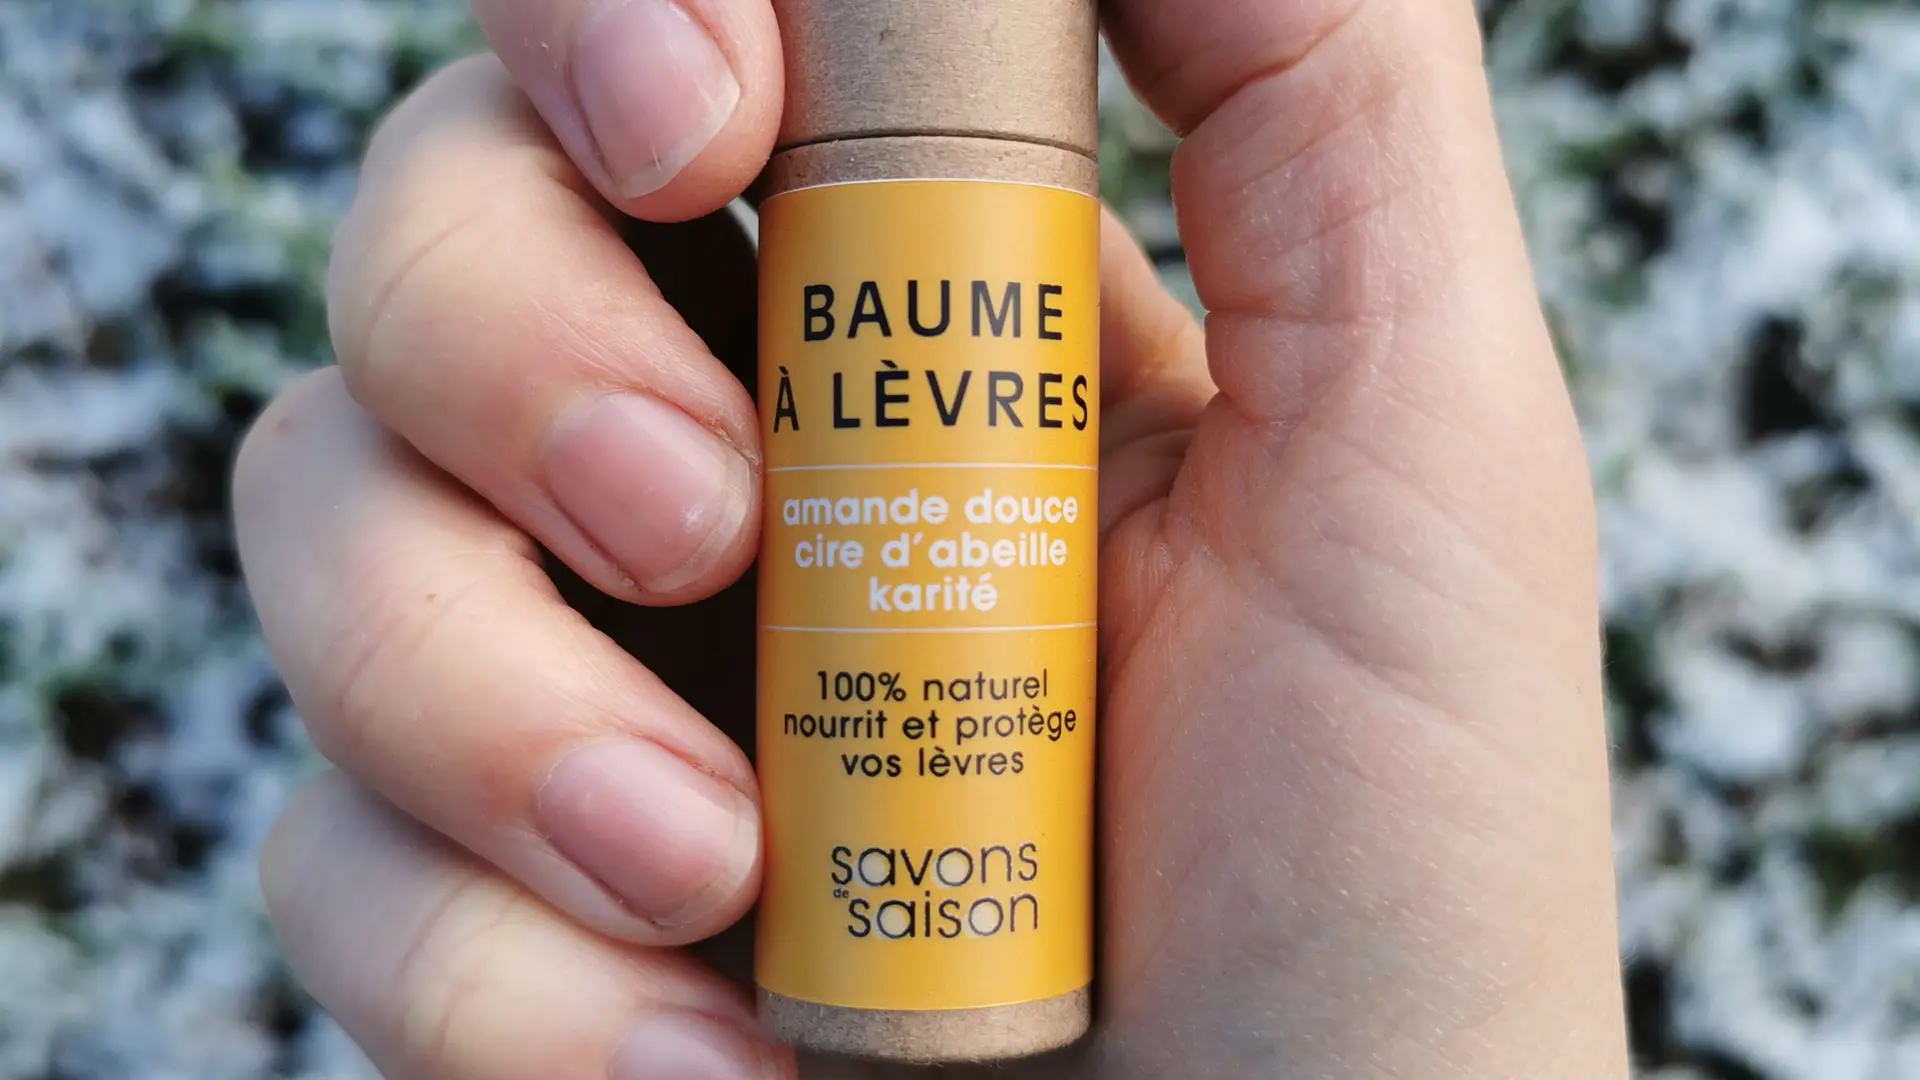 BAUME
À LÈVRES
amande douce
cire d'abeille
karité
100% naturel
nourrit et protège
vos lèvres
savons
de
saison